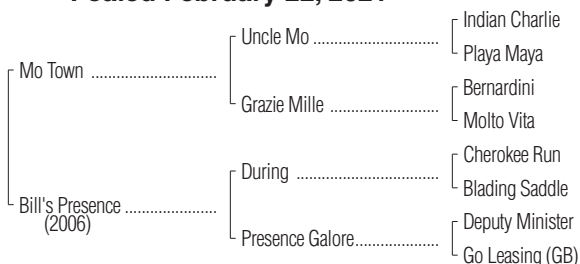 Foaled February 22, 2021
Indian Charlie
Uncle Mo ................................
Playa Maya
Mo Town ................................
Bernardini
Grazie Mille ............................
Molto Vita
Cherokee Run
During ....................................
Blading Saddle
Bill's Presence .......................
(2006)
Deputy Minister
Presence Galore.....................
Go Leasing (GB)